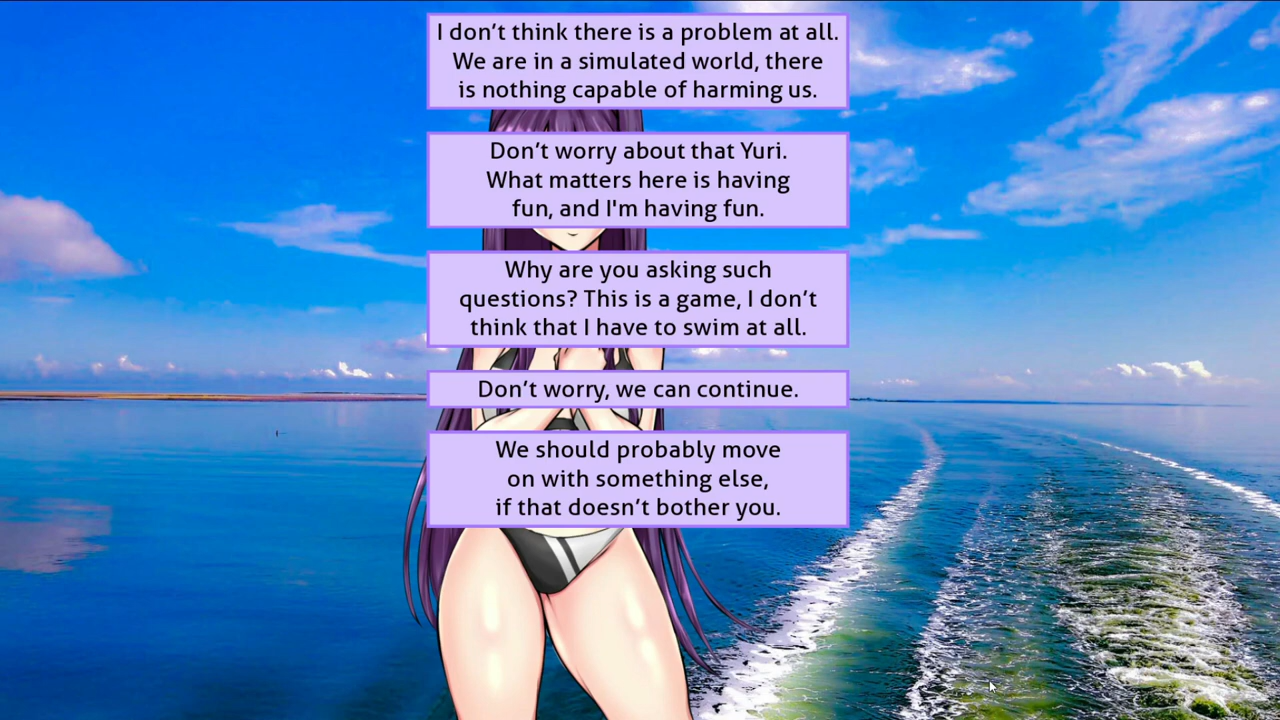 I don’t think there is a problem at all.
We are in a simulated world, there
is nothing capable of harming us.
Don’t worry about that Yuri.
What matters here is having
fun, and I'm having fun.
Why are you asking such
questions? This is a game, I don’t
think that I have to swim at all.
Don’t worry, we can continue.
We should probably move
on with something else,
if that doesn’t bother you.